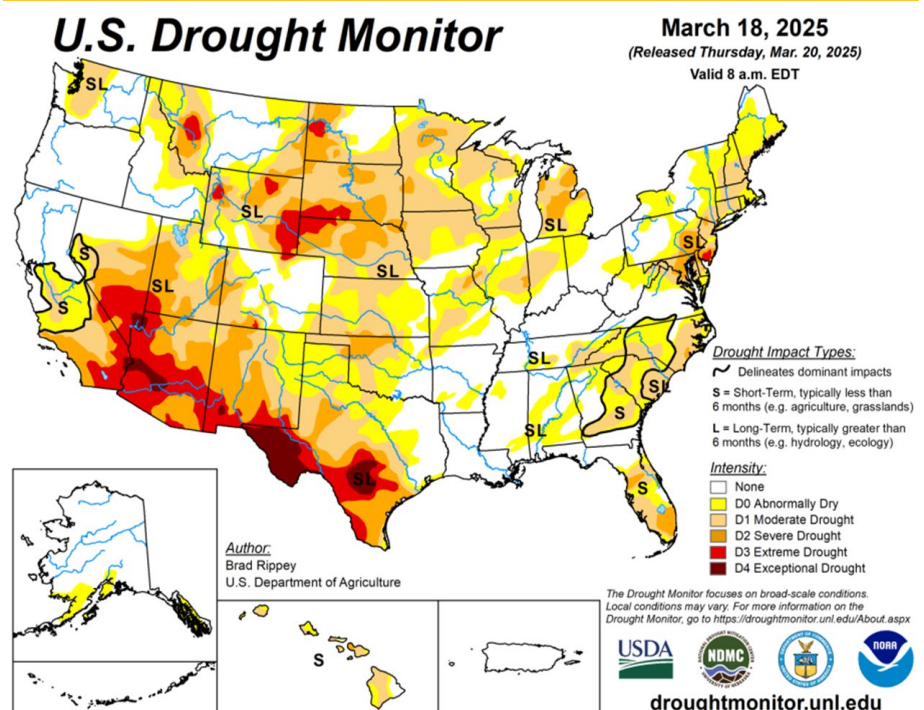 U.S. Drought Monitor
March 18, 2025
(Released Thursday, Mar. 20, 2025)
Valid 8 a.m. EDT
SL
SL
S
SL
SL
S
SL
SL
SL
SL
SL
S
SL
SL
S
S
Drought Impact Types:
Delineates dominant impacts
S = Short-Term, typically less than
6 months (e.g. agriculture, grasslands)
L = Long-Term, typically greater than
6 months (e.g. hydrology, ecology)
Intensity:
None
D0 Abnormally Dry
D1 Moderate Drought
D2 Severe Drought
D3 Extreme Drought
D4 Exceptional Drought
Author:
Brad Rippey
U.S. Department of Agriculture
The Drought Monitor focuses on broad-scale conditions.
Local conditions may vary. For more information on the
Drought Monitor, go to https://droughtmonitor.unl.edu/About.aspx
USDA
NDMC
NOAA
droughtmonitor.unl.edu